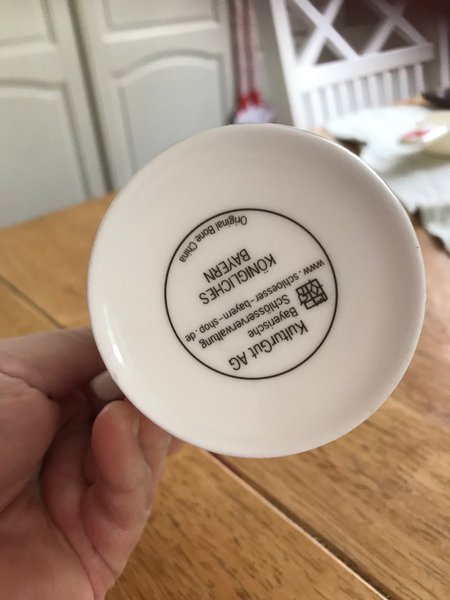 KulturGut AG
Bayerische
Schlösserverwaltung
www.schloesser-bayern-shop.de
KÖNIGLICHES
BAYERN
Original Bone China